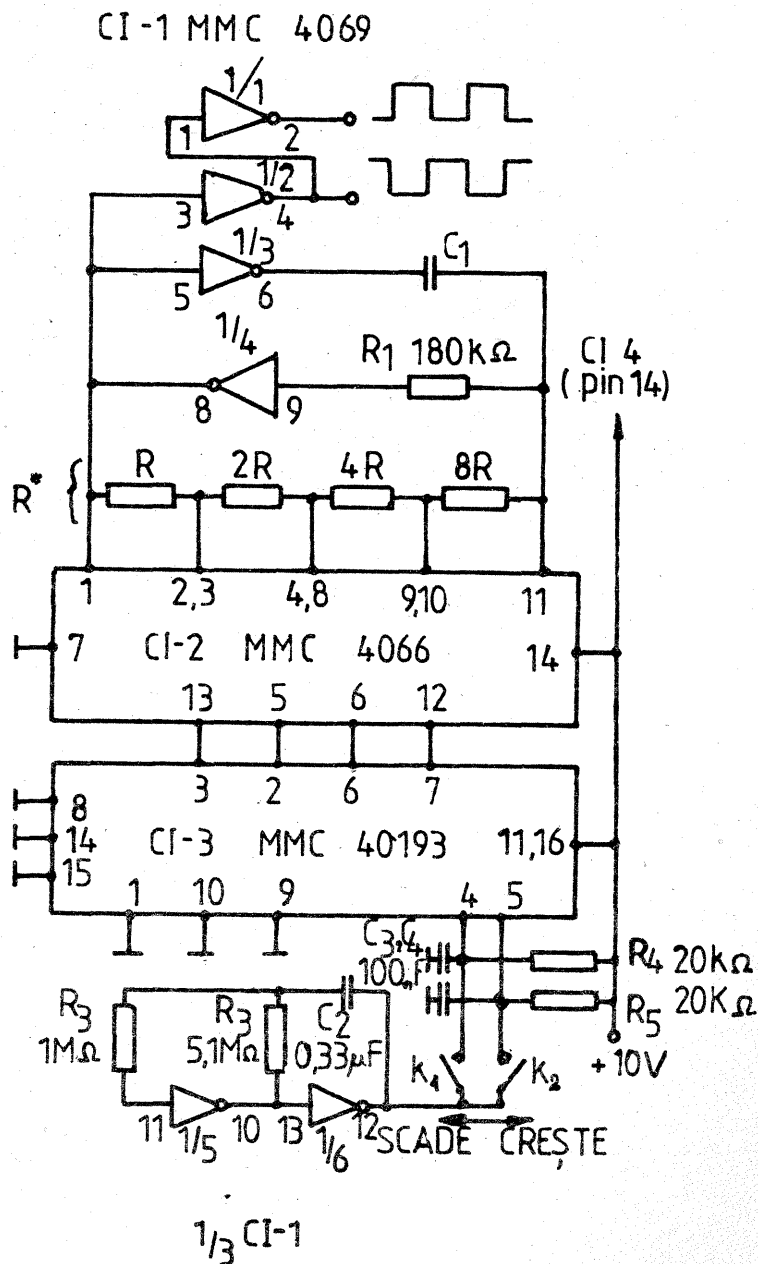 CI-1 MMC 4069
1/1
1 2
1/2
3 4
1/3
5 6
C1
1/4
8 9
R1 180KΩ
CI 4
(pin14)
R*
{
R 2R 4R 8R
1 2,3 4,8 9,10 11
7 CI-2 MMC 4066 14
13 5 6 12
3 2 6 7
8
14 CI-3 MMC 40193 11,16
15
1 10 9 4 5
C3,C4
100nF
R4 20KΩ
R5 20KΩ
R3
1MΩ
R3
5,1MΩ
C2
0,33µF
K1 K2
+10V
11 1/5 10 13 1/6 12
SCADE CREȘTE
1/3 CI-1